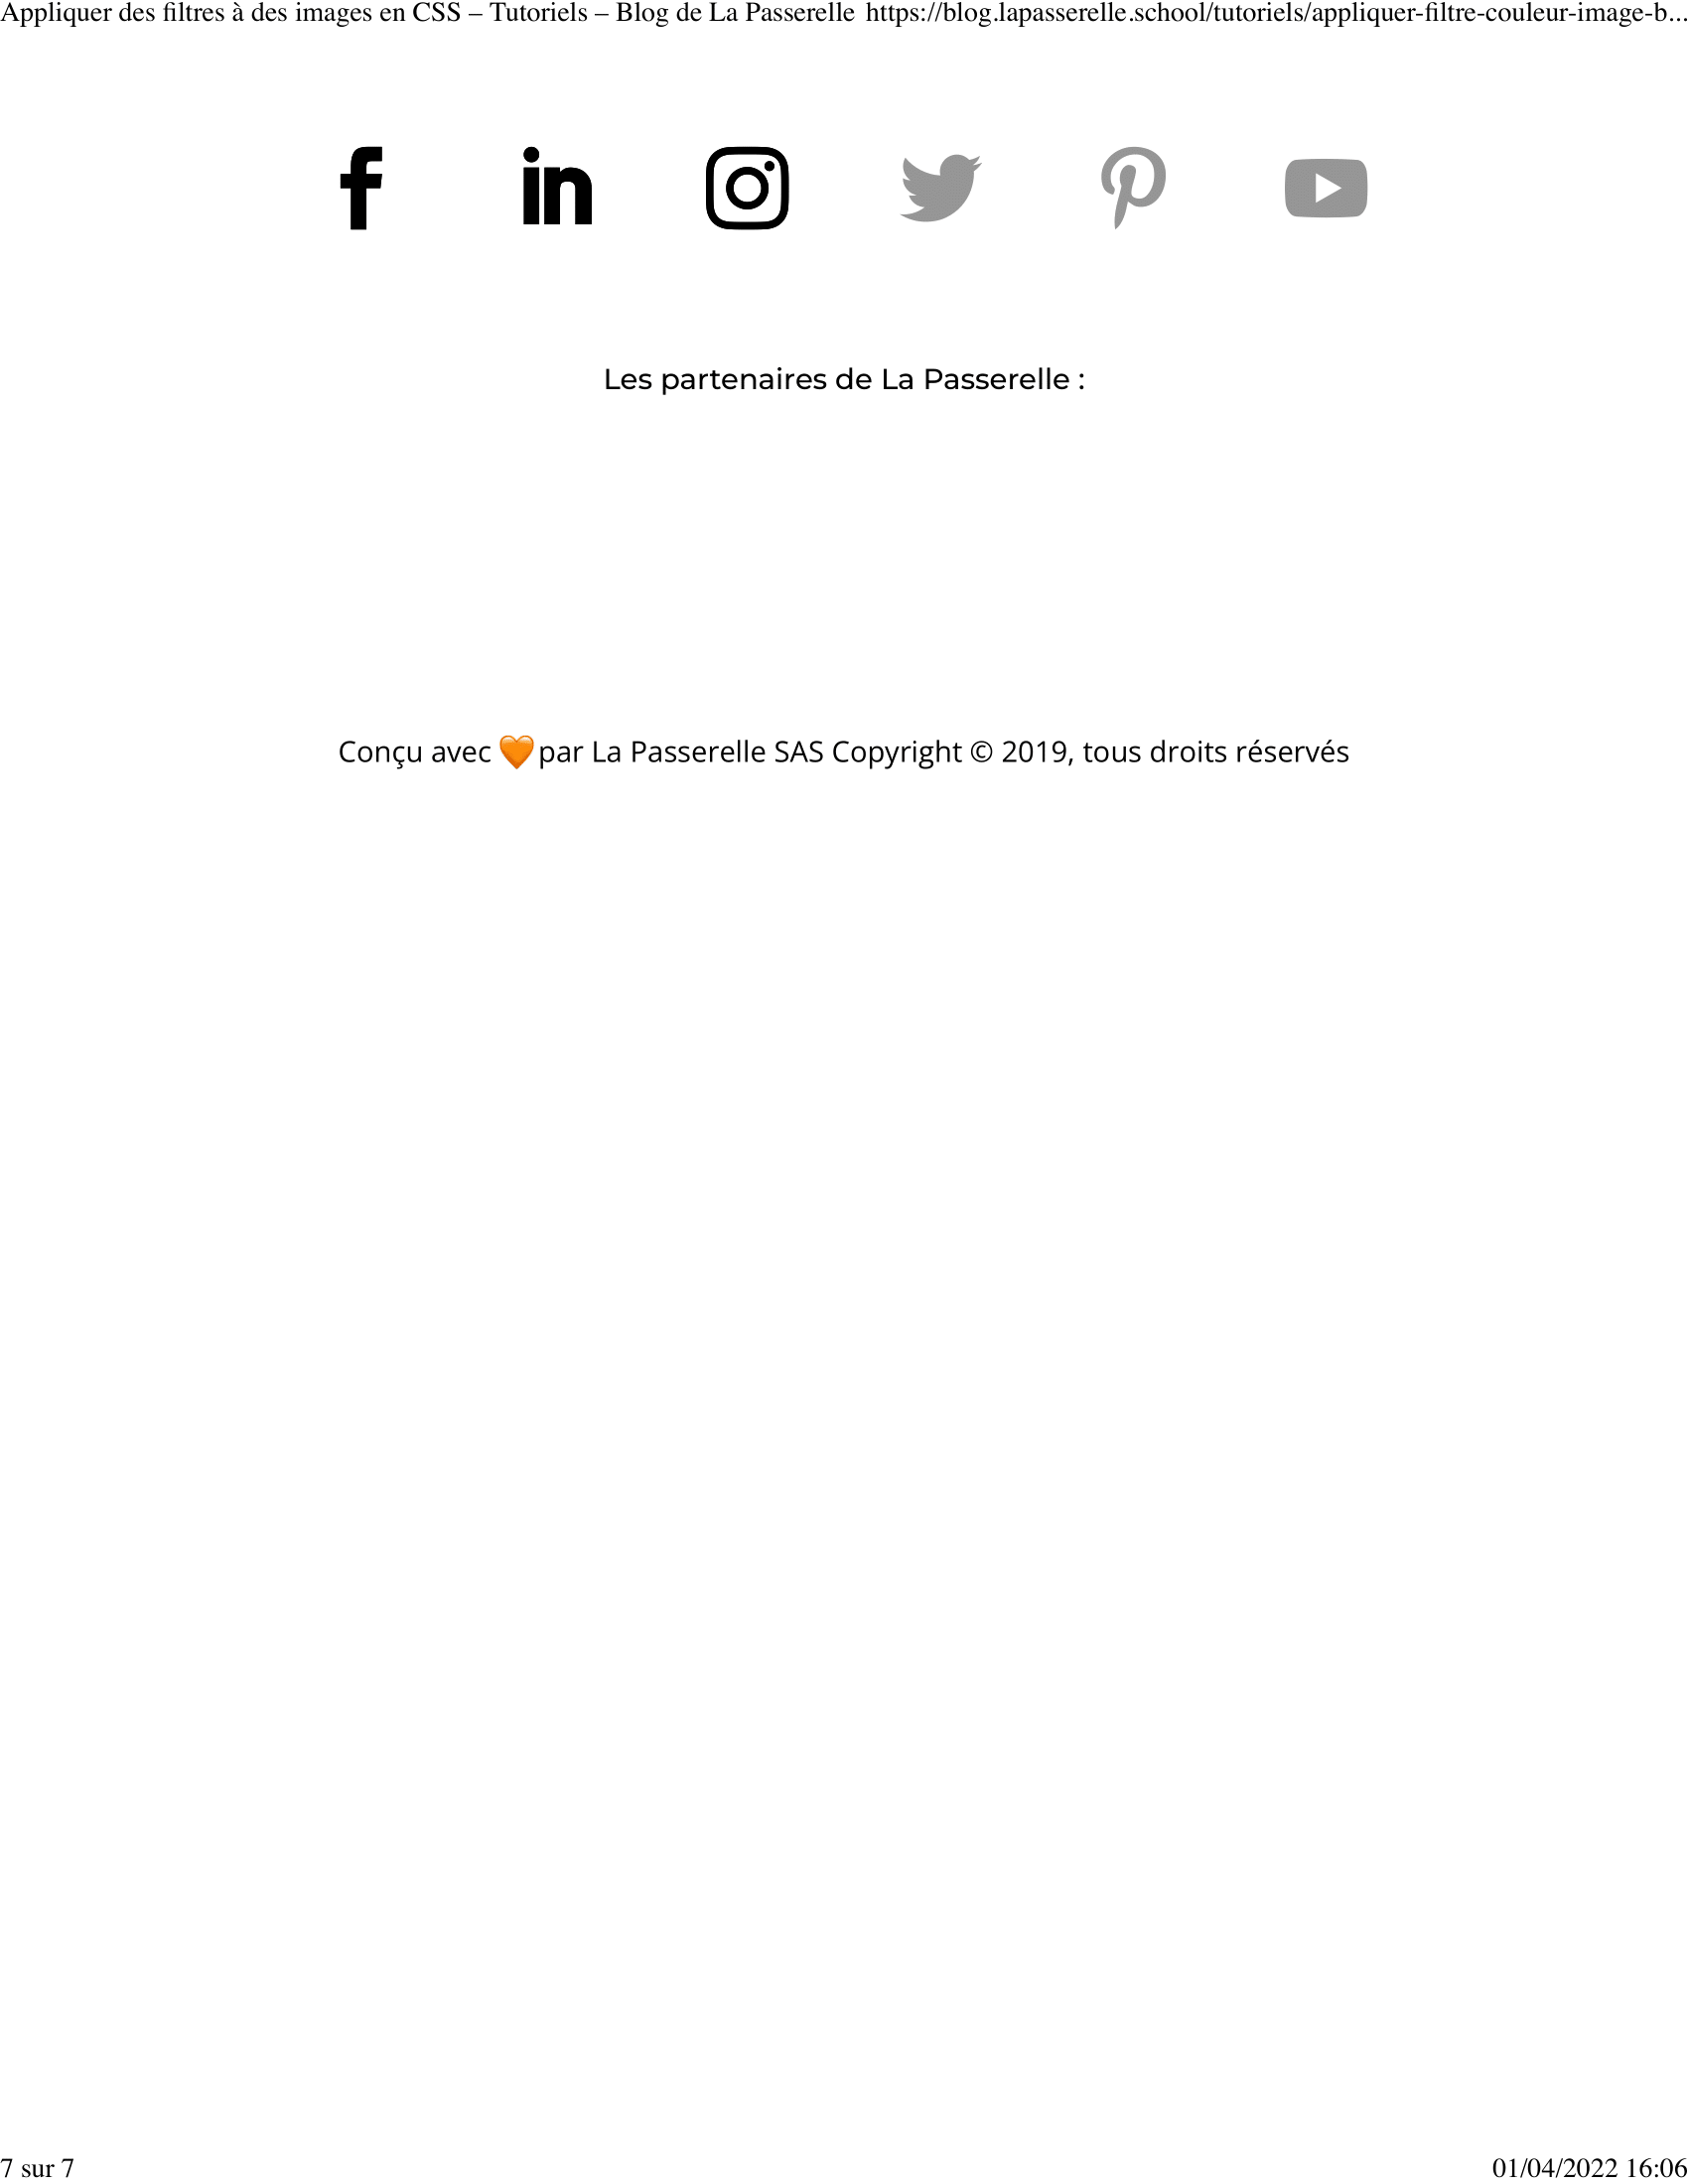 Appliquer des filtres à des images en CSS – Tutoriels – Blog de La Passerelle https://blog.lapasserelle.school/tutoriels/appliquer-filtre-couleur-image-b...
Les partenaires de La Passerelle :
Conçu avec 🧡 par La Passerelle SAS Copyright © 2019, tous droits réservés
7 sur 7
01/04/2022 16:06